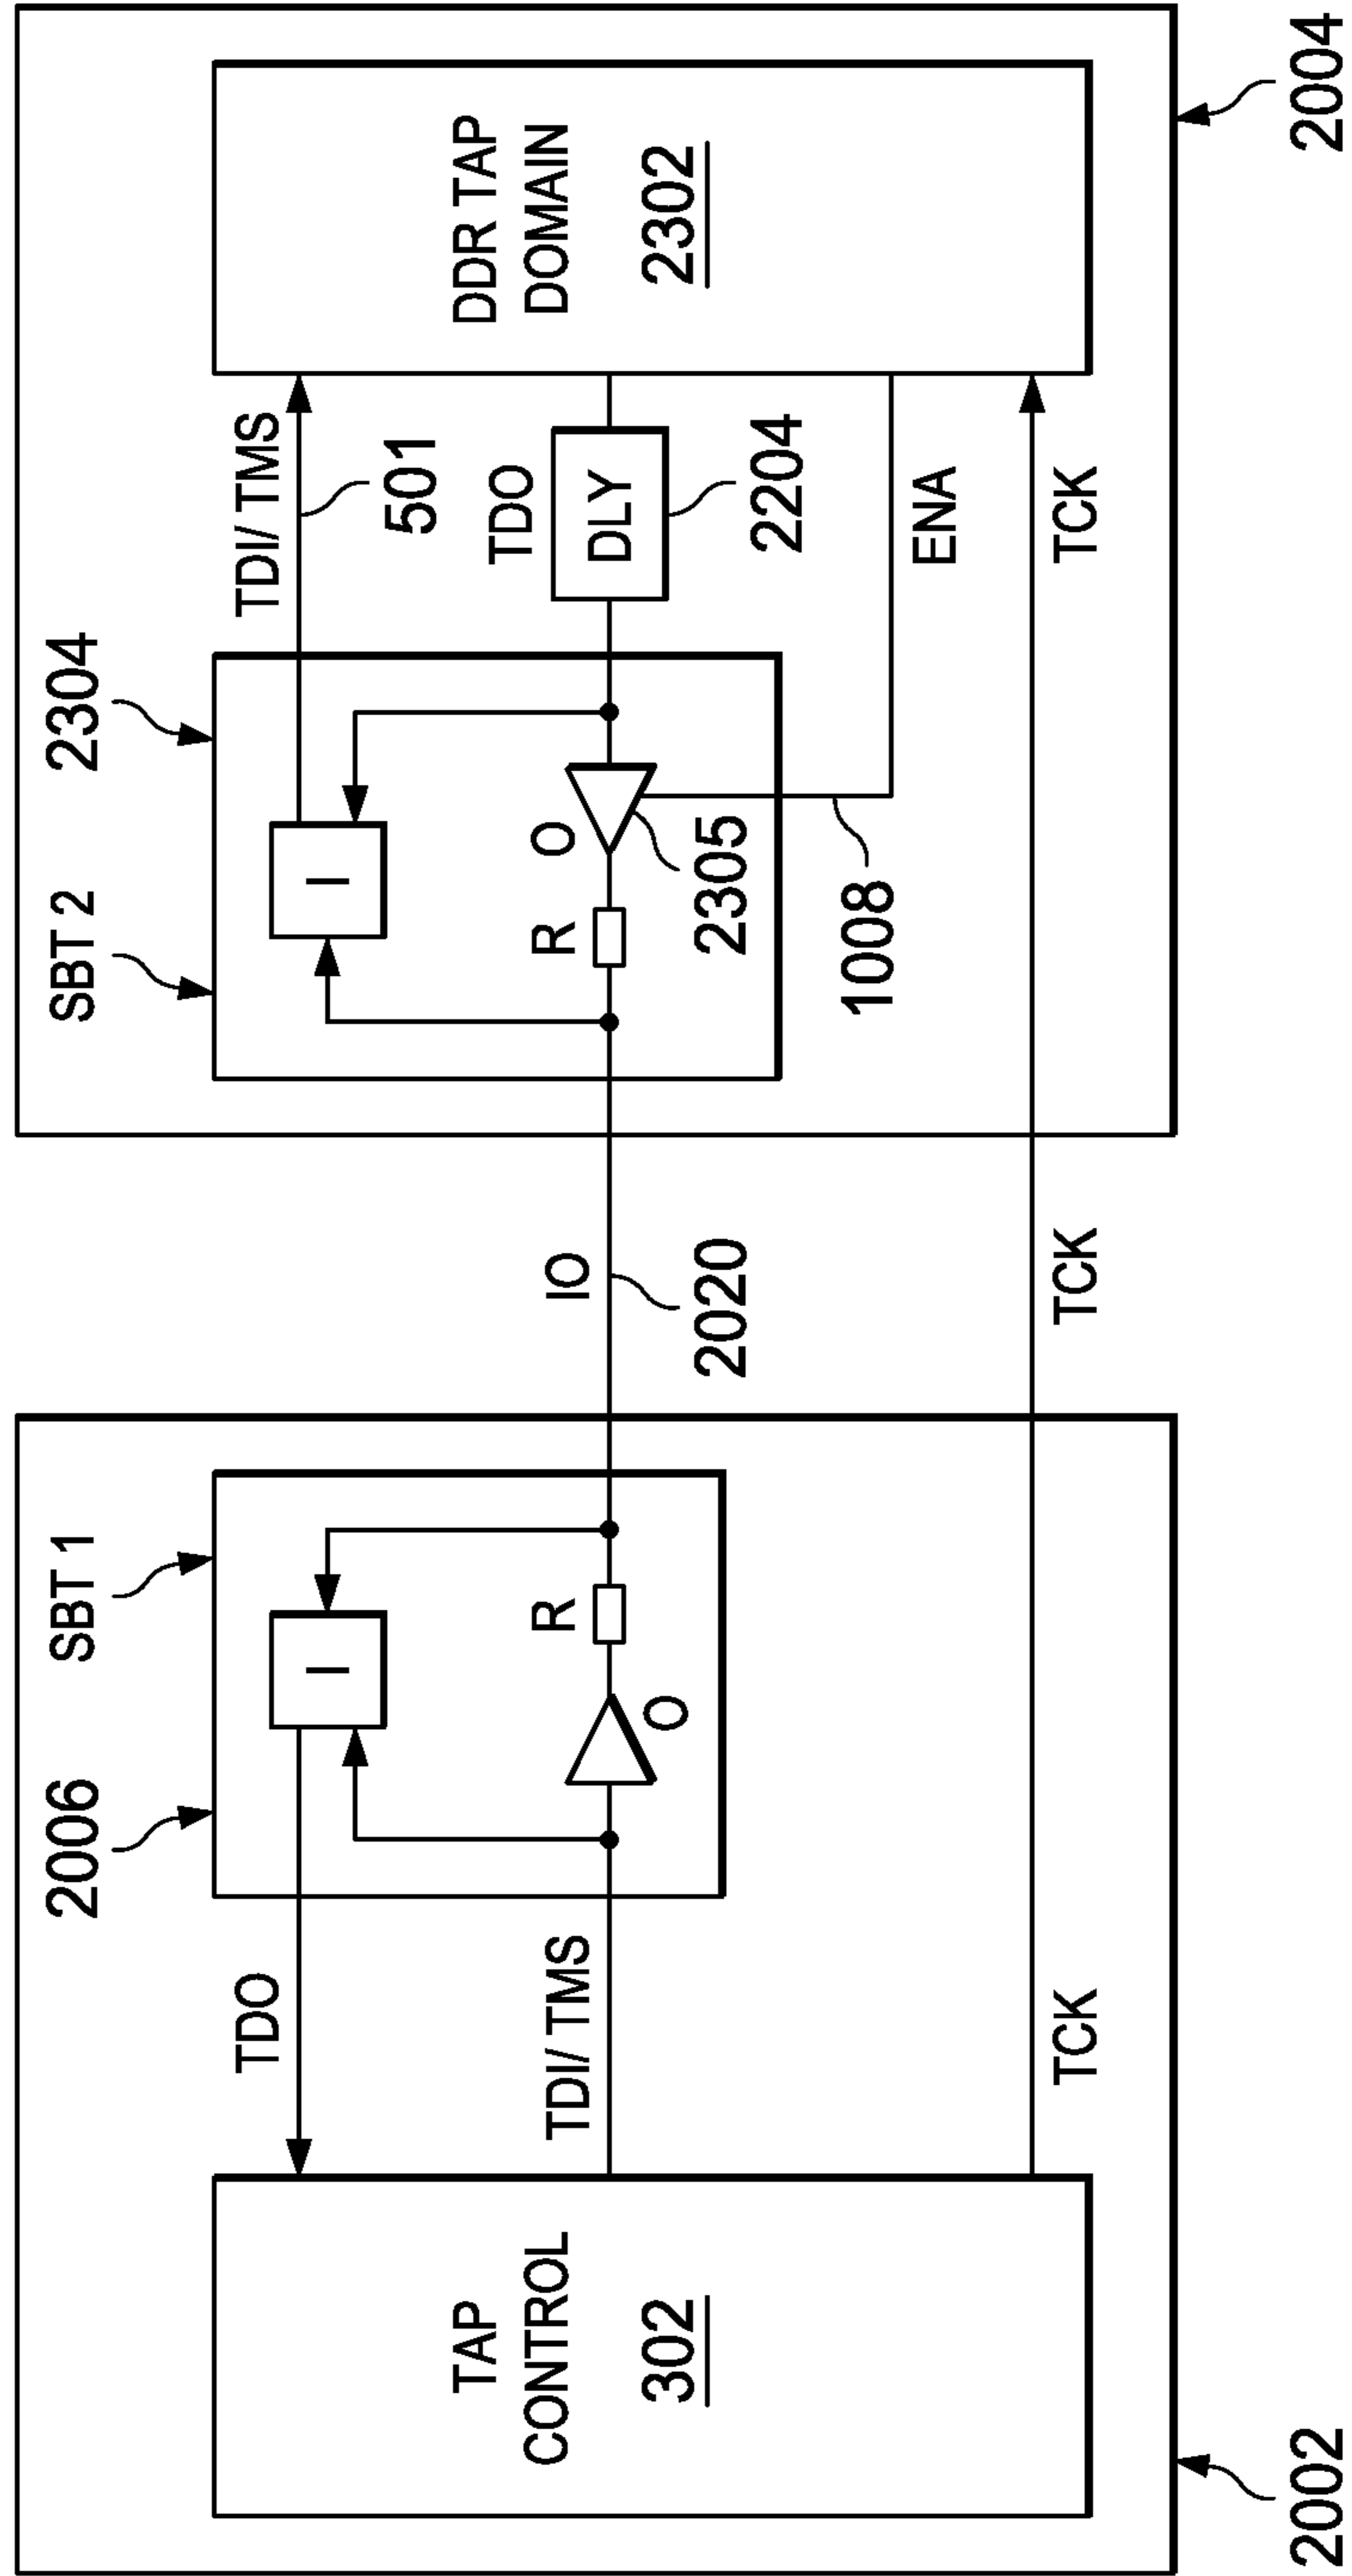 2006
SBT 1
SBT 2
2304
TDO
TDI/ TMS
501
TAP
CONTROL
302
TDI/ TMS
I
R
O
IO
2020
I
R
O
2305
TDO
DLY
2204
DDR TAP
DOMAIN
2302
1008
ENA
TCK
TCK
TCK
2002
2004